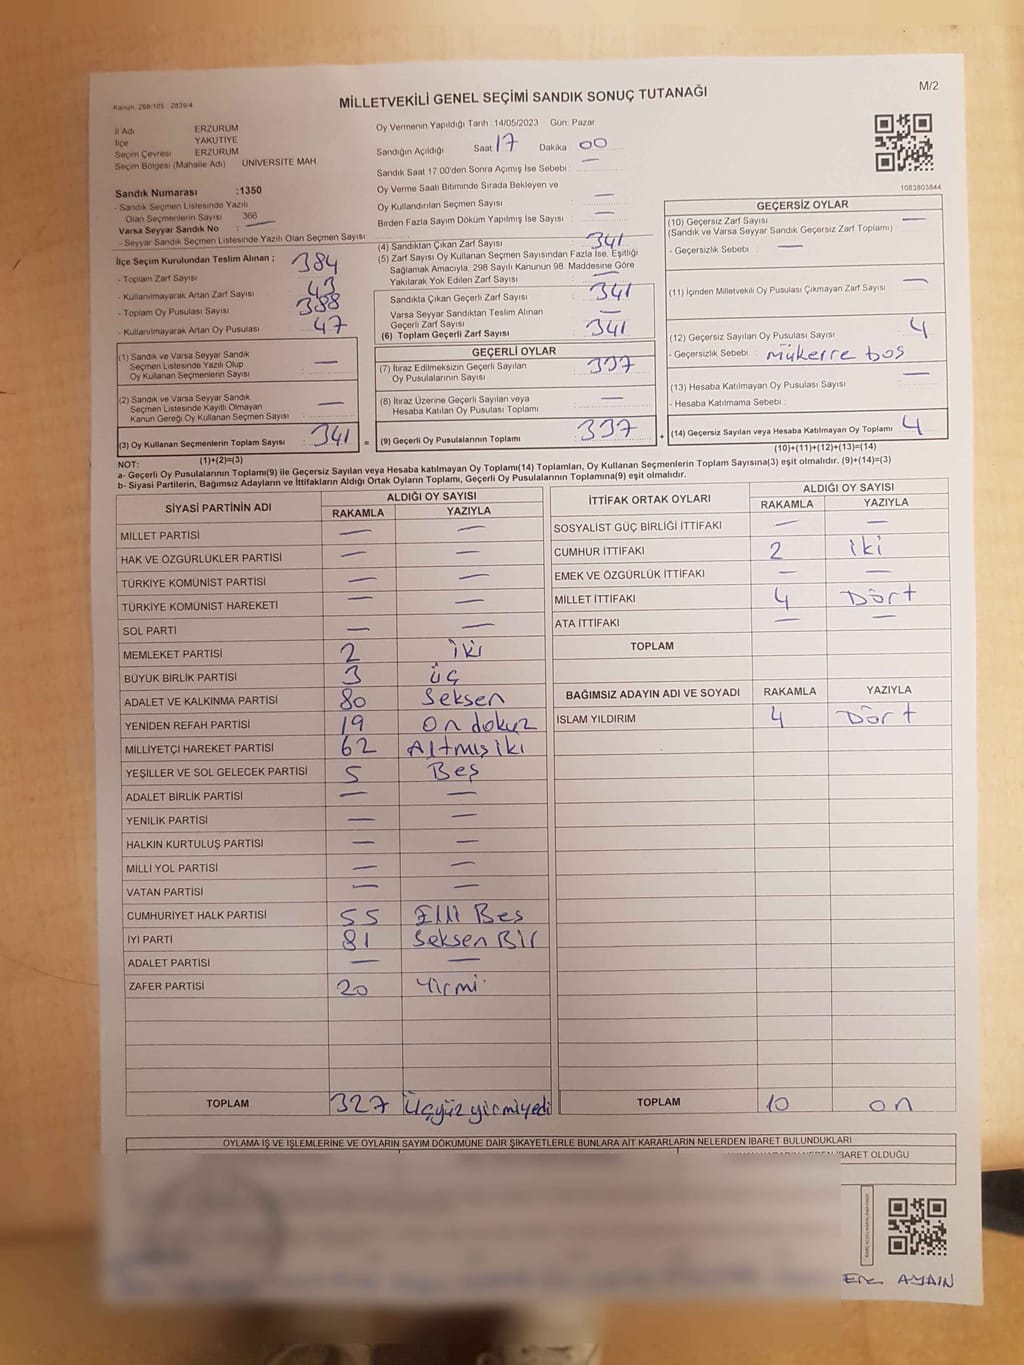 Kanun, 298/105 2839/4
MİLLETVEKİLİ GENEL SEÇİMİ SANDIK SONUÇ TUTANAĞI
M/2
İl Adı ERZURUM
İlçe YAKUTİYE
Seçim Çevresi ERZURUM
Seçim Bölgesi (Mahalle Adı) ÜNİVERSİTE MAH.
Oy Vermenin Yapıldığı Tarih :14/05/2023 Gün: Pazar
Sandığın Açıldığı Saat 17 Dakika 00
Sandık Saat 17.00'den Sonra Açımış İse Sebebi : —
Oy Verme Saati Bitiminde Sırada Bekleyen ve
Oy Kullandırılan Seçmen Sayısı —
Birden Fazla Sayım Döküm Yapılmış İse Sayısı : —
1083803844
Sandık Numarası :1350
- Sandık Seçmen Listesinde Yazılı
Olan Seçmenlerin Sayısı 366
Varsa Seyyar Sandık No : —
- Seyyar Sandık Seçmen Listesinde Yazılı Olan Seçmen Sayısı:
İlçe Seçim Kurulundan Teslim Alınan ;
- Toplam Zarf Sayısı 384
- Kullanılmayarak Artan Zarf Sayısı 43
- Toplam Oy Pusulası Sayısı 388
- Kullanılmayarak Artan Oy Pusulası 47
(1) Sandık ve Varsa Seyyar Sandık
Seçmen Listesinde Yazılı Olup
Oy Kullanan Seçmenlerin Sayısı —
(2) Sandık ve Varsa Seyyar Sandık
Seçmen Listesinde Kayıtlı Olmayan
Kanun Gereği Oy Kullanan Seçmen Sayısı : —
(3) Oy Kullanan Seçmenlerin Toplam Sayısı : 341 =
(1)+(2)=(3)
(4) Sandıktan Çıkan Zarf Sayısı : 341
(5) Zarf Sayısı Oy Kullanan Seçmen Sayısından Fazla İse, Eşitliği
Sağlamak Amacıyla, 298 Sayılı Kanunun 98. Maddesine Göre
Yakılarak Yok Edilen Zarf Sayısı : —
Sandıkta Çıkan Geçerli Zarf Sayısı : 341
Varsa Seyyar Sandıktan Teslim Alınan
Geçerli Zarf Sayısı —
(6) Toplam Geçerli Zarf Sayısı : 341
GEÇERLİ OYLAR
(7) İtiraz Edilmeksizin Geçerli Sayılan
Oy Pusulalarının Sayısı : 337
(8) İtiraz Üzerine Geçerli Sayılan veya
Hesaba Katılan Oy Pusulası Toplamı : —
(9) Geçerli Oy Pusulalarının Toplamı : 337 +
GEÇERSİZ OYLAR
(10) Geçersiz Zarf Sayısı —
(Sandık ve Varsa Seyyar Sandık Geçersiz Zarf Toplamı)
- Geçersizlik Sebebi : —
(11) İçinden Milletvekili Oy Pusulası Çıkmayan Zarf Sayısı : —
(12) Geçersiz Sayılan Oy Pusulası Sayısı : 4
- Geçersizlik Sebebi : mükerre bos
(13) Hesaba Katılmayan Oy Pusulası Sayısı : —
- Hesaba Katılmama Sebebi :
(14) Geçersiz Sayılan veya Hesaba Katılmayan Oy Toplamı : 4
(10)+(11)+(12)+(13)=(14)
NOT:
a- Geçerli Oy Pusulalarının Toplamı(9) ile Geçersiz Sayılan veya Hesaba katılmayan Oy Toplamı(14) Toplamları, Oy Kullanan Seçmenlerin Toplam Sayısına(3) eşit olmalıdır. (9)+(14)=(3)
b- Siyasi Partilerin, Bağımsız Adayların ve İttifakların Aldığı Ortak Oyların Toplamı, Geçerli Oy Pusulalarının Toplamına(9) eşit olmalıdır.
SİYASİ PARTİNİN ADI ALDIĞI OY SAYISI
RAKAMLA YAZIYLA
MİLLET PARTİSİ — —
HAK VE ÖZGÜRLÜKLER PARTİSİ — —
TÜRKİYE KOMÜNİST PARTİSİ — —
TÜRKİYE KOMÜNİST HAREKETİ — —
SOL PARTİ — —
MEMLEKET PARTİSİ 2 iki
BÜYÜK BİRLİK PARTİSİ 3 üç
ADALET VE KALKINMA PARTİSİ 80 Seksen
YENİDEN REFAH PARTİSİ 19 on dokuz
MİLLİYETÇİ HAREKET PARTİSİ 62 Altmış iki
YEŞİLLER VE SOL GELECEK PARTİSİ 5 Beş
ADALET BİRLİK PARTİSİ — —
YENİLİK PARTİSİ — —
HALKIN KURTULUŞ PARTİSİ — —
MİLLİ YOL PARTİSİ — —
VATAN PARTİSİ — —
CUMHURİYET HALK PARTİSİ 55 Elli Bes
İYİ PARTİ 81 Seksen Bir
ADALET PARTİSİ — —
ZAFER PARTİSİ 20 Yirmi
TOPLAM 327 Üçyüz yirmiyedi
İTTİFAK ORTAK OYLARI ALDIĞI OY SAYISI
RAKAMLA YAZIYLA
SOSYALİST GÜÇ BİRLİĞİ İTTİFAKI — —
CUMHUR İTTİFAKI 2 iki
EMEK VE ÖZGÜRLÜK İTTİFAKI — —
MİLLET İTTİFAKI 4 Dört
ATA İTTİFAKI — —
TOPLAM
BAĞIMSIZ ADAYIN ADI VE SOYADI RAKAMLA YAZIYLA
İSLAM YILDIRIM 4 Dört
TOPLAM 10 on
OYLAMA İŞ VE İŞLEMLERİNE VE OYLARIN SAYIM DÖKÜMÜNE DAİR ŞİKAYETLERLE BUNLARA AİT KARARLARIN NELERDEN İBARET BULUNDUKLARI
İBARET OLDUĞU
AYAIN